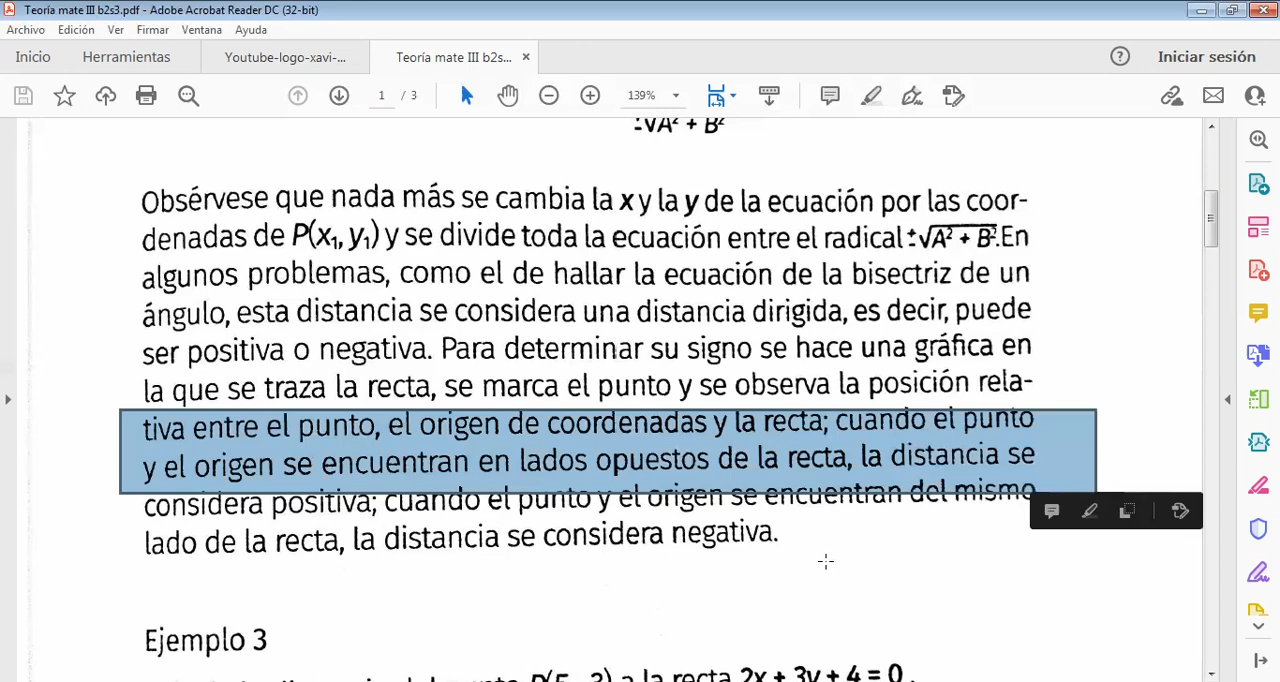 Teoría mate III b2s3.pdf - Adobe Acrobat Reader DC (32-bit)
Archivo Edición Ver Firmar Ventana Ayuda
Inicio Herramientas Youtube-logo-xavi-... Teoría mate III b2s... × Iniciar sesión
1 / 3 139%
±√A² + B²
Obsérvese que nada más se cambia la x y la y de la ecuación por las coor-
denadas de P(x₁, y₁) y se divide toda la ecuación entre el radical ±√A² + B². En
algunos problemas, como el de hallar la ecuación de la bisectriz de un
ángulo, esta distancia se considera una distancia dirigida, es decir, puede
ser positiva o negativa. Para determinar su signo se hace una gráfica en
la que se traza la recta, se marca el punto y se observa la posición rela-
tiva entre el punto, el origen de coordenadas y la recta; cuando el punto
y el origen se encuentran en lados opuestos de la recta, la distancia se
considera positiva; cuando el punto y el origen se encuentran del mismo
lado de la recta, la distancia se considera negativa.
Ejemplo 3
a la recta 2x + 3y + 4 = 0